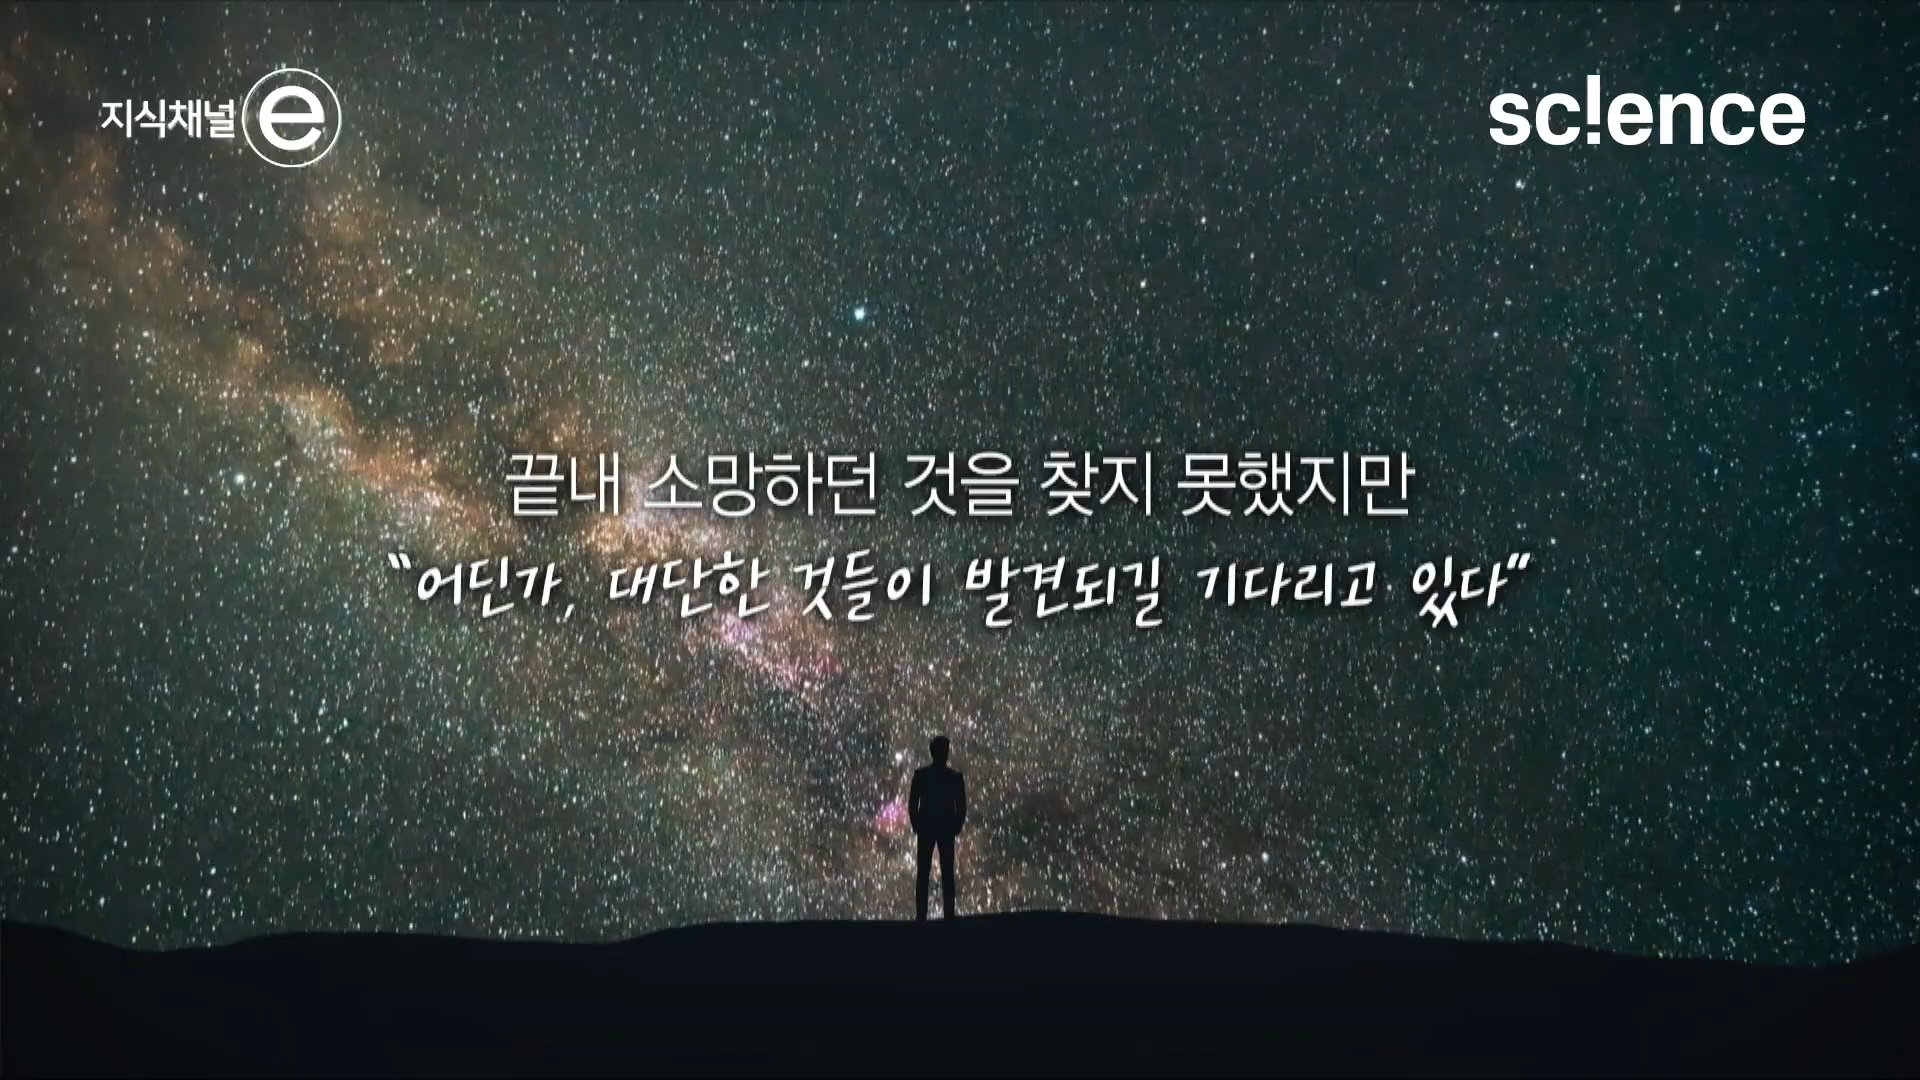 지식채널 e
sc!ence
끝내 소망하던 것을 찾지 못했지만
"어딘가, 대단한 것들이 발견되길 기다리고 있다"